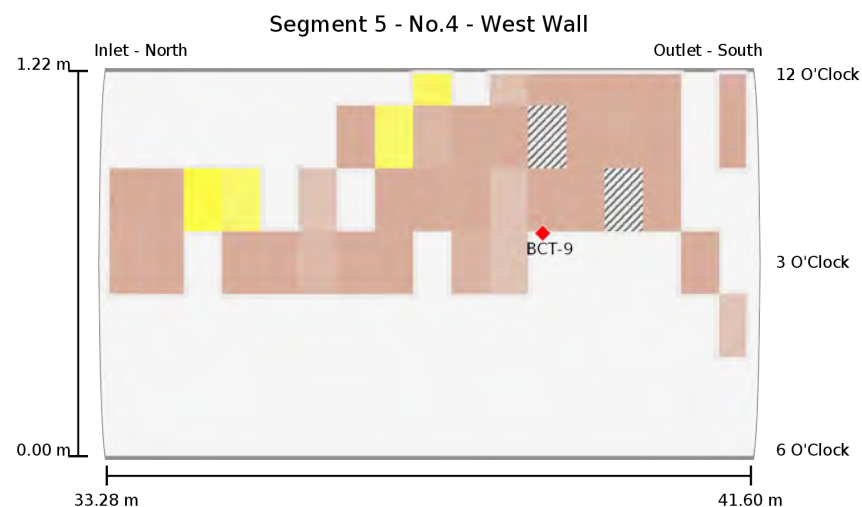 Segment 5 - No.4 - West Wall
Inlet - North
Outlet - South
1.22 m
12 O'Clock
BCT-9
3 O'Clock
0.00 m
6 O'Clock
33.28 m
41.60 m